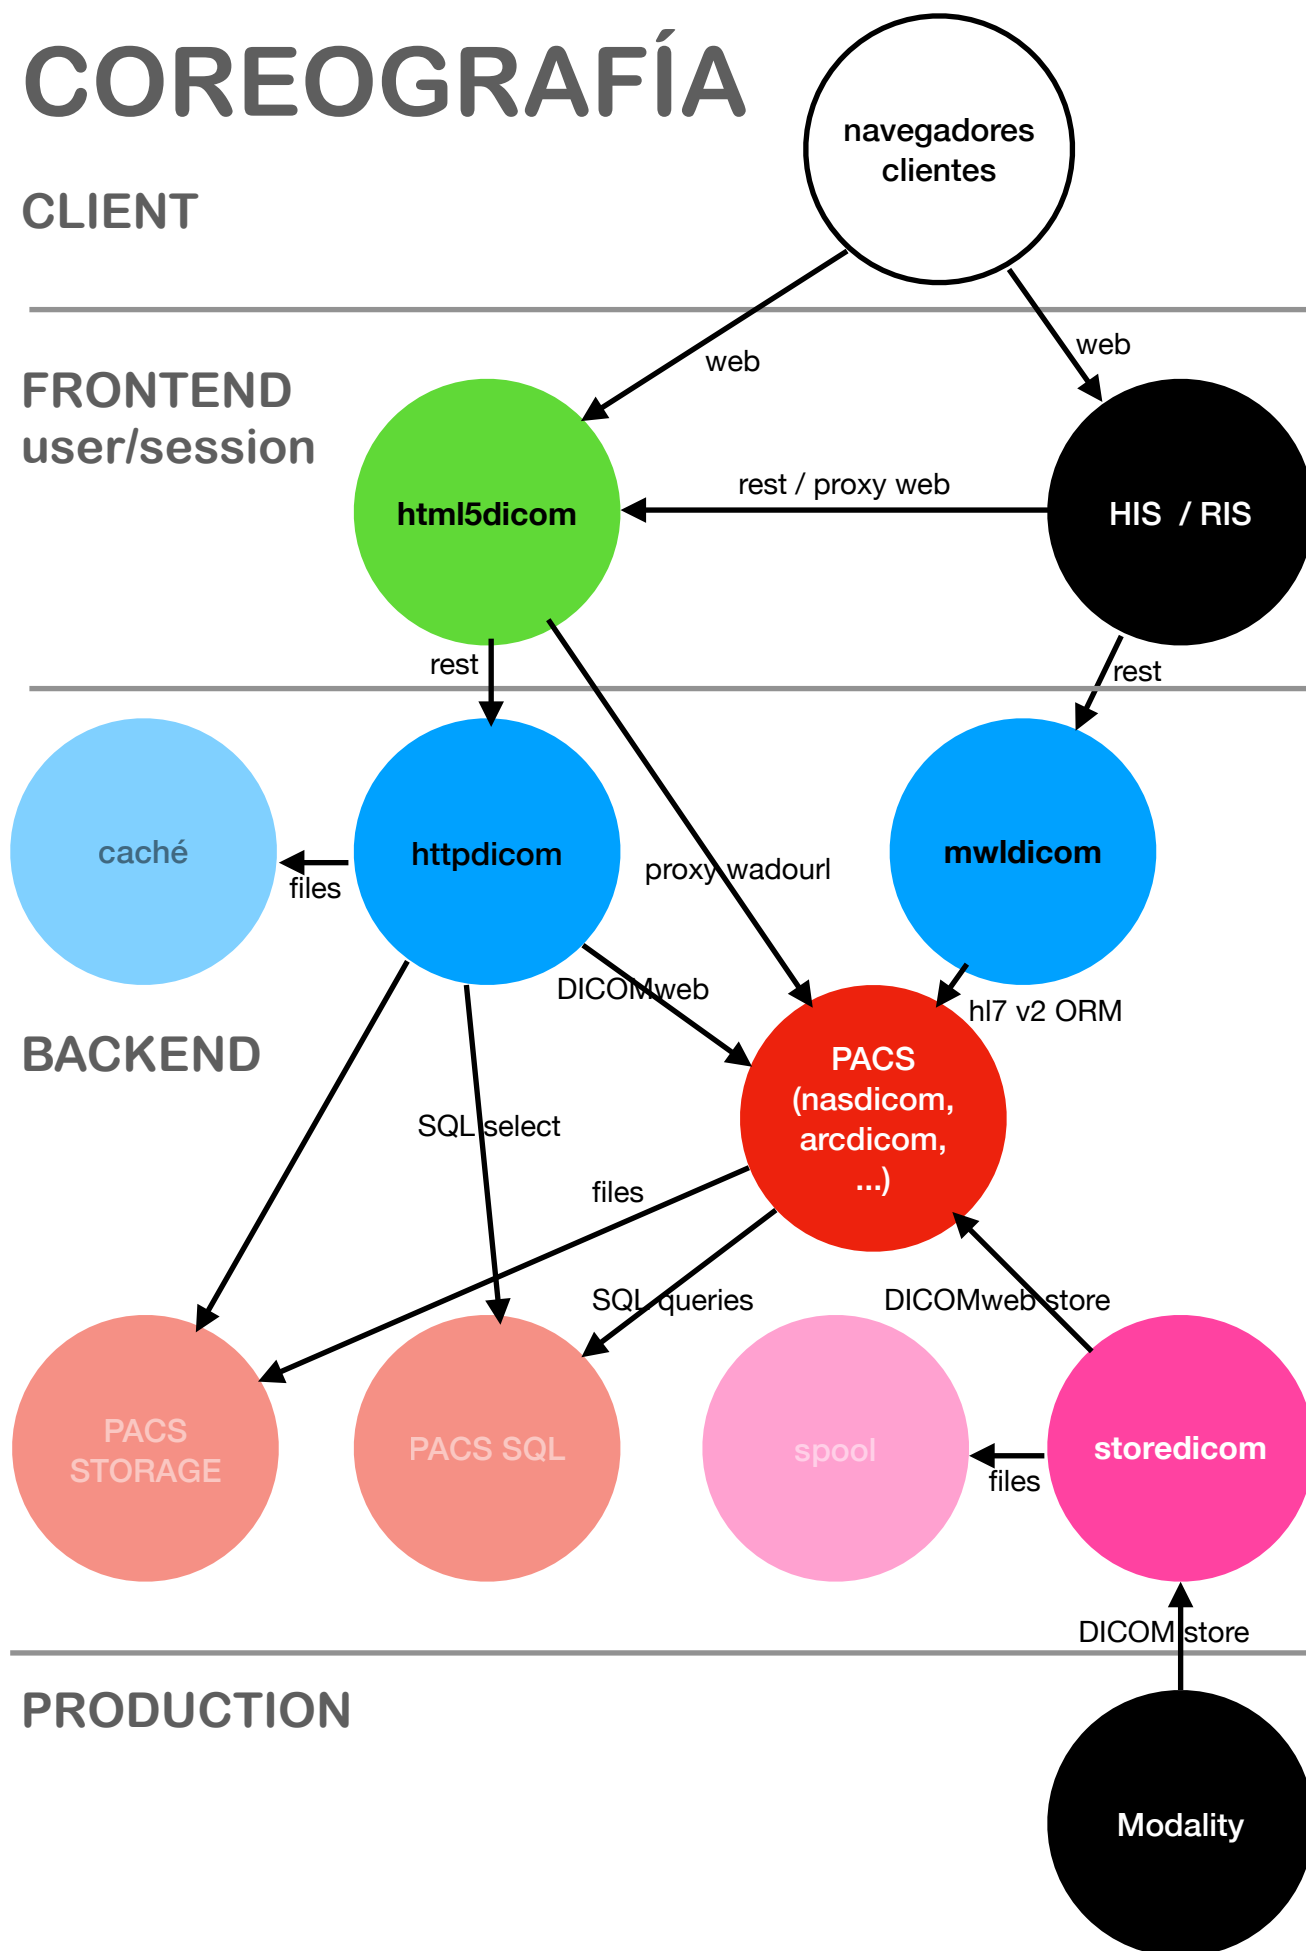 COREOGRAFÍA
navegadores
clientes
CLIENT
web
web
FRONTEND
user/session
rest / proxy web
html5dicom
HIS / RIS
rest
rest
caché
httpdicom
proxy wadourl
mwldicom
files
DICOMweb
hl7 v2 ORM
BACKEND
PACS
(nasdicom,
arcdicom,
...)
SQL select
files
SQL queries
DICOMweb store
PACS
STORAGE
PACS SQL
spool
storedicom
files
DICOM store
PRODUCTION
Modality